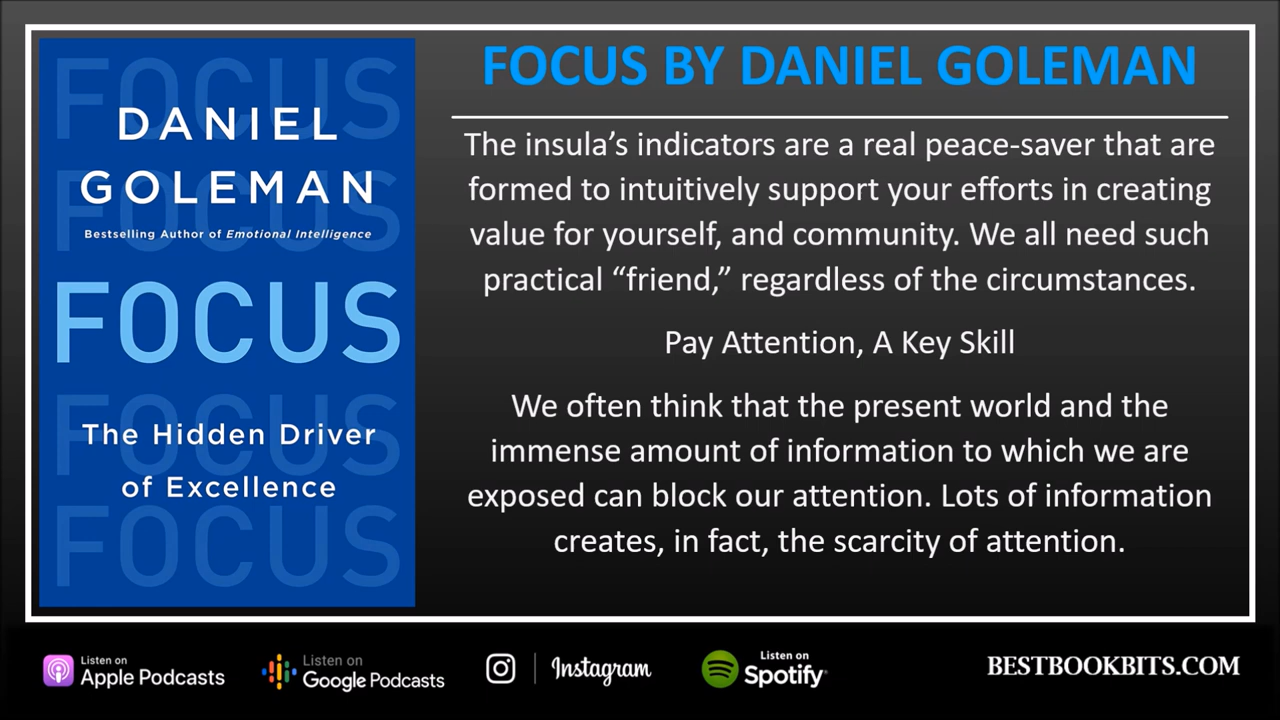 FOCUS
DANIEL
FOCUS
GOLEMAN
Bestselling Author of Emotional Intelligence
FOCUS
FOCUS
The Hidden Driver
of Excellence
FOCUS
FOCUS BY DANIEL GOLEMAN
The insula’s indicators are a real peace-saver that are
formed to intuitively support your efforts in creating
value for yourself, and community. We all need such
practical “friend,” regardless of the circumstances.
Pay Attention, A Key Skill
We often think that the present world and the
immense amount of information to which we are
exposed can block our attention. Lots of information
creates, in fact, the scarcity of attention.
Listen on
Apple Podcasts
Listen on
Google Podcasts
Instagram
Listen on
Spotify
BESTBOOKBITS.COM